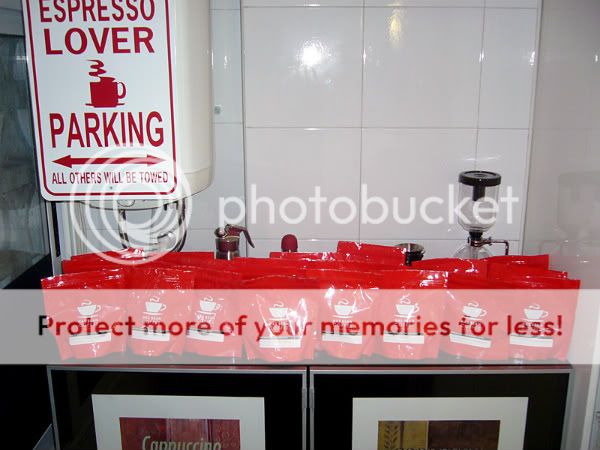 ESPRESSO
LOVER
PARKING
ALL OTHERS WILL BE TOWED
photobucket
Protect more of your memories for less!
Cappuccino